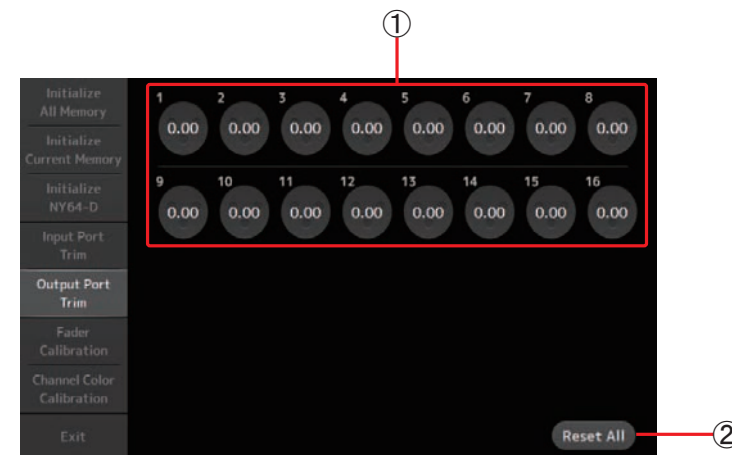 ①
Initialize
All Memory
Initialize
Current Memory
Initialize
NY64-D
Input Port
Trim
Output Port
Trim
Fader
Calibration
Channel Color
Calibration
Exit
1 2 3 4 5 6 7 8
0.00 0.00 0.00 0.00 0.00 0.00 0.00 0.00
9 10 11 12 13 14 15 16
0.00 0.00 0.00 0.00 0.00 0.00 0.00 0.00
Reset All
②